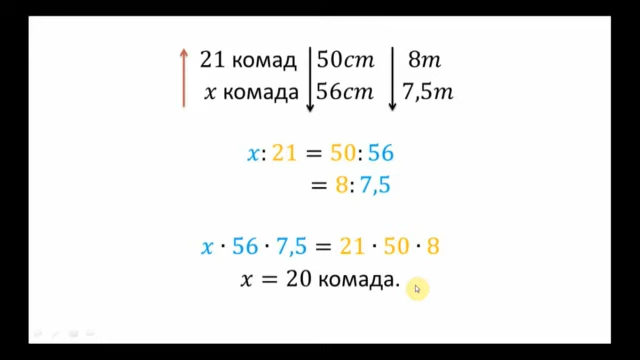 21 комад 50cm 8m
x комада 56cm 7,5m
x: 21 = 50: 56
= 8: 7,5
x · 56 · 7,5 = 21 · 50 · 8
x = 20 комада.